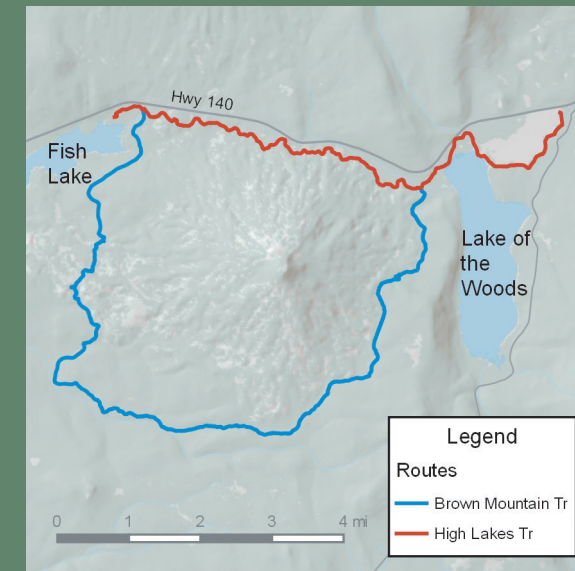 Hwy 140
Fish
Lake
Lake of
the
Woods
Legend
Routes
Brown Mountain Tr
High Lakes Tr
0 1 2 3 4 mi